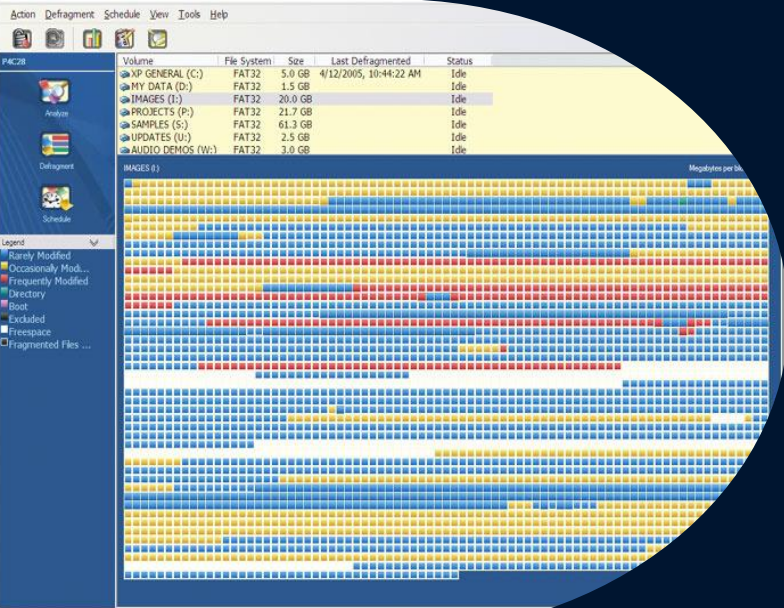 Action Defragment Schedule View Tools Help
P4C28
Analyze
Defragment
Schedule
Legend
Rarely Modified
Occasionally Modi...
Frequently Modified
Directory
Boot
Excluded
Freespace
Fragmented Files ...
Volume File System Size Last Defragmented Status
XP GENERAL (C:) FAT32 5.0 GB 4/12/2005, 10:44:22 AM Idle
MY DATA (D:) FAT32 1.5 GB Idle
IMAGES (I:) FAT32 20.0 GB Idle
PROJECTS (P:) FAT32 21.7 GB Idle
SAMPLES (S:) FAT32 61.3 GB Idle
UPDATES (U:) FAT32 2.5 GB Idle
AUDIO DEMOS (W:) FAT32 3.0 GB Idle
IMAGES (I:) Megabytes per blo